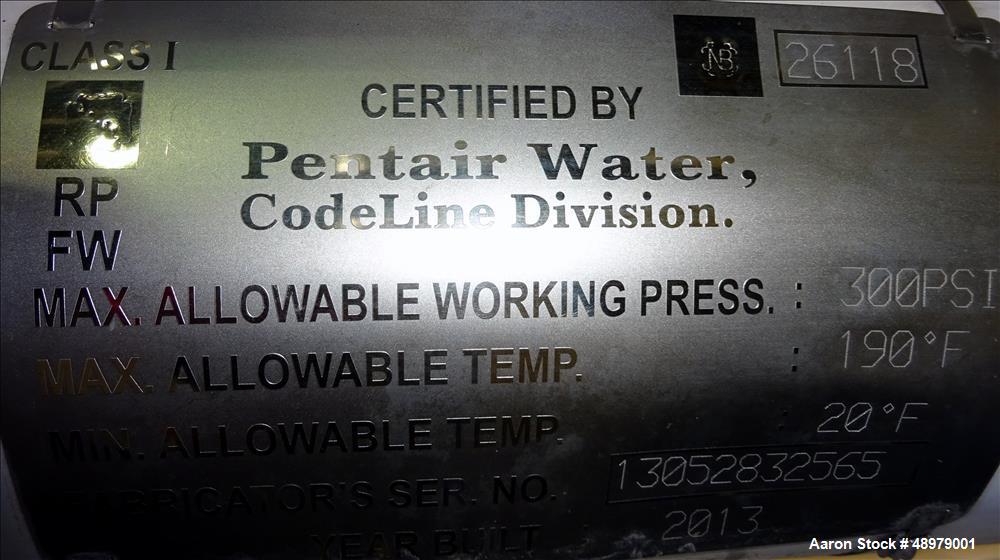 CLASS I
NB 26118
CERTIFIED BY
Pentair Water,
CodeLine Division.
RP
FW
MAX. ALLOWABLE WORKING PRESS. : 300PSI
MAX. ALLOWABLE TEMP. : 190°F
MIN. ALLOWABLE TEMP. : 20°F
FABRICATOR'S SER. NO. 13052832565
YEAR BUILT : 2013
Aaron Stock # 48979001